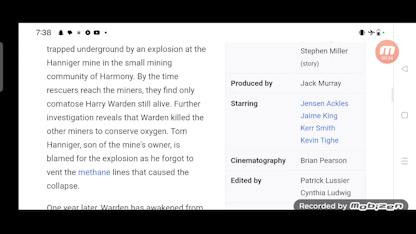 7:38
trapped underground by an explosion at the
Hanniger mine in the small mining
community of Harmony. By the time
rescuers reach the miners, they find only
comatose Harry Warden still alive. Further
investigation reveals that Warden killed the
other miners to conserve oxygen. Tom
Hanniger, son of the mine's owner, is
blamed for the explosion as he forgot to
vent the methane lines that caused the
collapse.
One year later, Warden has awakened from
Stephen Miller
(story)
Produced by Jack Murray
Starring Jensen Ackles
Jaime King
Kerr Smith
Kevin Tighe
Cinematography Brian Pearson
Edited by Patrick Lussier
Cynthia Ludwig
Recorded by mobizen